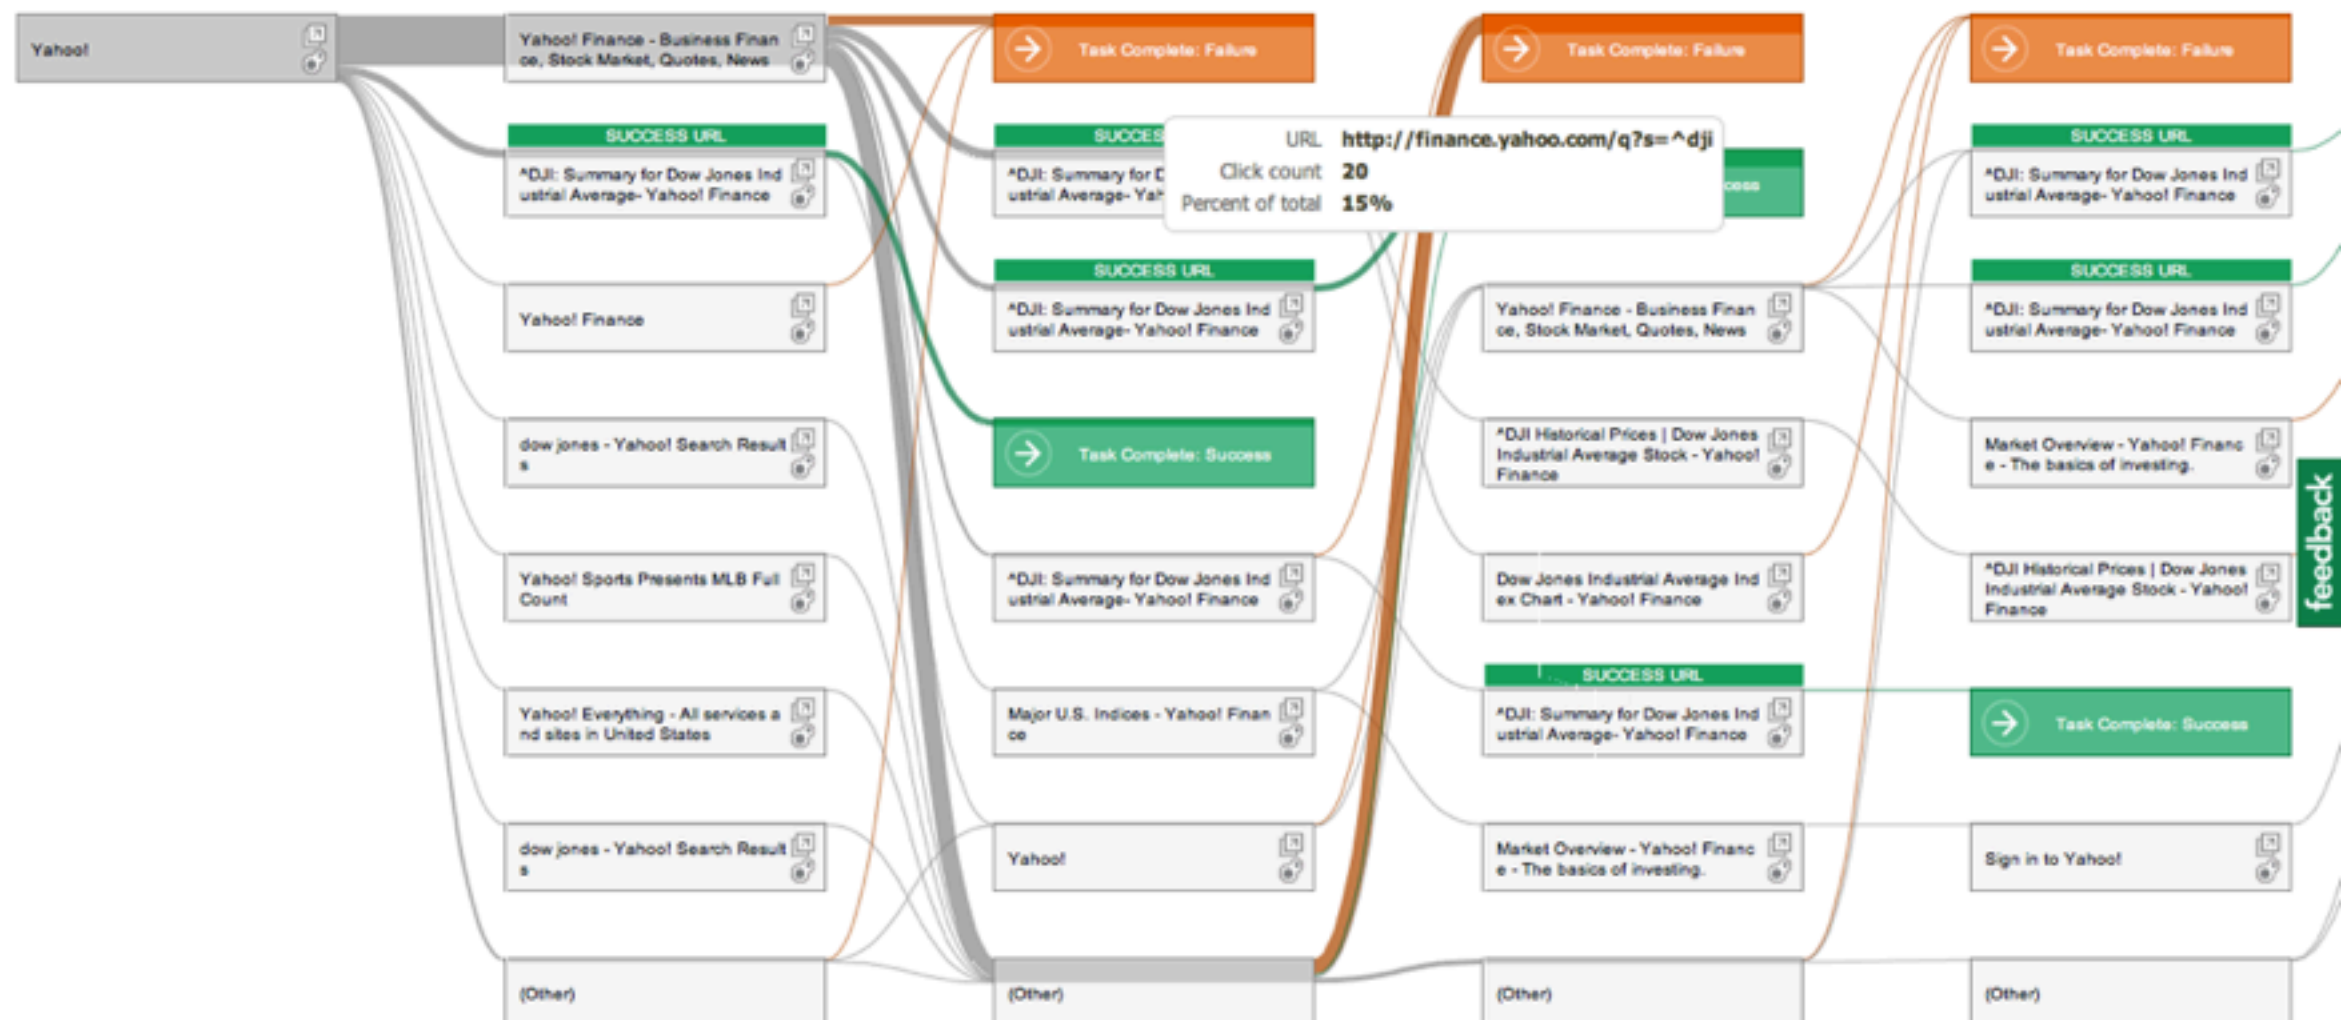 Yahoo!
Yahoo! Finance - Business Finan
ce, Stock Market, Quotes, News
SUCCESS URL
^DJI: Summary for Dow Jones Ind
ustrial Average- Yahoo! Finance
Yahoo! Finance
dow jones - Yahoo! Search Result
s
Yahoo! Sports Presents MLB Full
Count
Yahoo! Everything - All services a
nd sites in United States
dow jones - Yahoo! Search Result
s
(Other)
Task Complete: Failure
SUCCES
^DJI: Summary for D
ustrial Average- Yah
SUCCESS URL
^DJI: Summary for Dow Jones Ind
ustrial Average- Yahoo! Finance
Task Complete: Success
^DJI: Summary for Dow Jones Ind
ustrial Average- Yahoo! Finance
Major U.S. Indices - Yahoo! Finan
ce
Yahoo!
(Other)
URL http://finance.yahoo.com/q?s=^dji
Click count 20
Percent of total 15%
Task Complete: Failure
cess
Yahoo! Finance - Business Finan
ce, Stock Market, Quotes, News
^DJI Historical Prices | Dow Jones
Industrial Average Stock - Yahoo!
Finance
Dow Jones Industrial Average Ind
ex Chart - Yahoo! Finance
SUCCESS URL
^DJI: Summary for Dow Jones Ind
ustrial Average- Yahoo! Finance
Market Overview - Yahoo! Financ
e - The basics of investing.
(Other)
Task Complete: Failure
SUCCESS URL
^DJI: Summary for Dow Jones Ind
ustrial Average- Yahoo! Finance
SUCCESS URL
^DJI: Summary for Dow Jones Ind
ustrial Average- Yahoo! Finance
Market Overview - Yahoo! Financ
e - The basics of investing.
^DJI Historical Prices | Dow Jones
Industrial Average Stock - Yahoo!
Finance
Task Complete: Success
Sign in to Yahoo!
(Other)
feedback